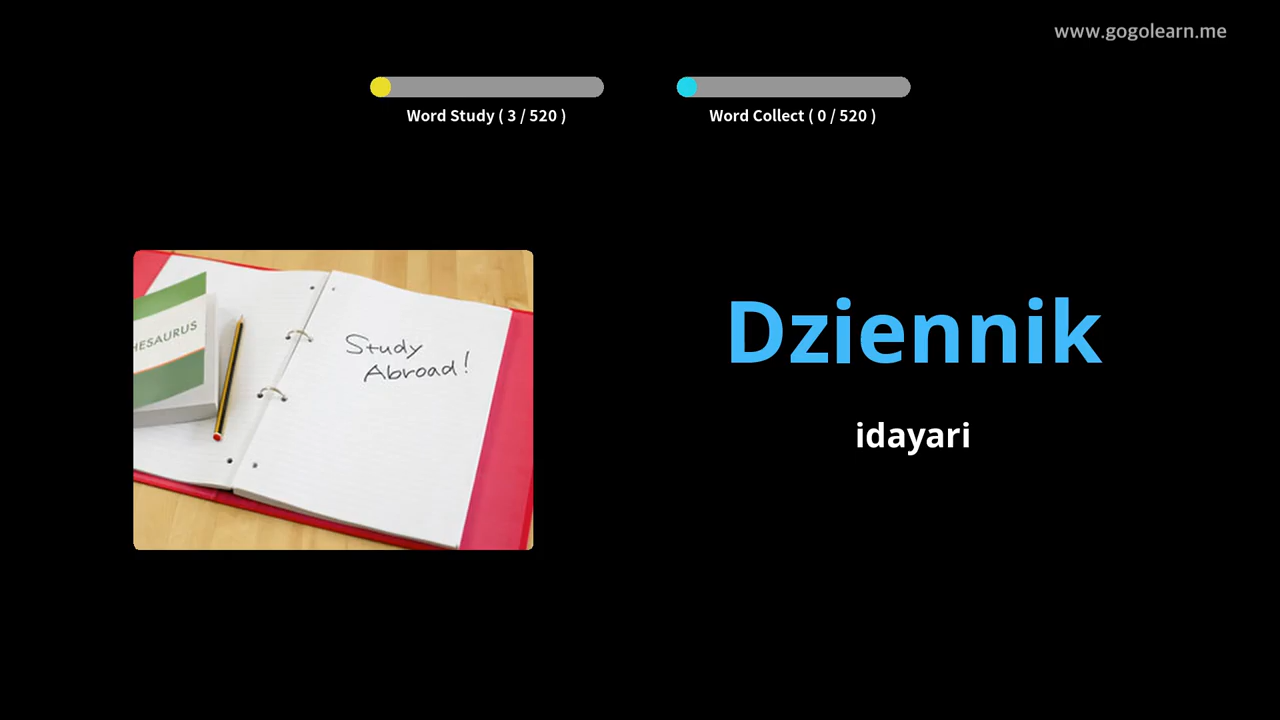 www.gogolearn.me
Word Study ( 3 / 520 )
Word Collect ( 0 / 520 )
HESAURUS
Study
Abroad!
Dziennik
idayari